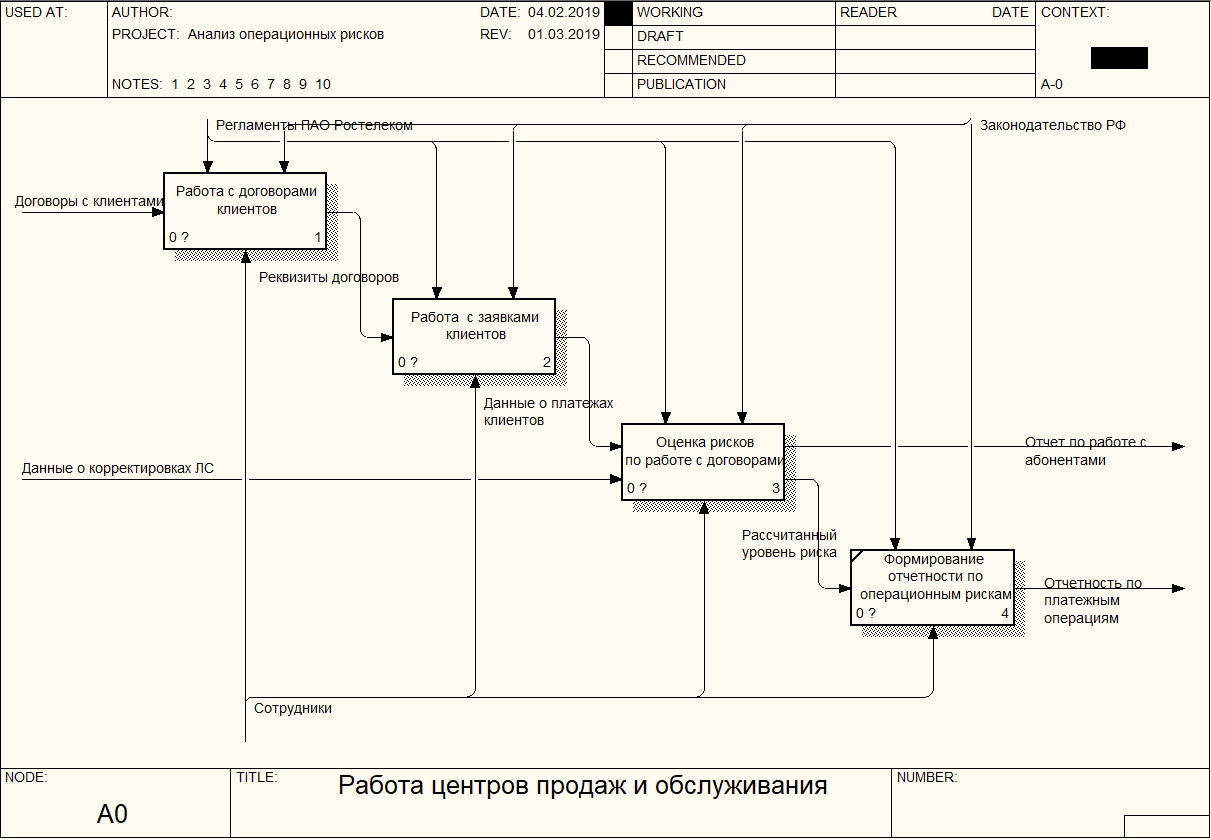 USED AT:
AUTHOR:
DATE: 04.02.2019
WORKING
READER
DATE
CONTEXT:
PROJECT: Анализ операционных рисков
REV: 01.03.2019
DRAFT
RECOMMENDED
NOTES: 1 2 3 4 5 6 7 8 9 10
PUBLICATION
A-0
Регламенты ПАО Ростелеком
Законодательство РФ
Договоры с клиентами
Работа с договорами
клиентов
0 ?
1
Реквизиты договоров
Работа с заявками
клиентов
0 ?
2
Данные о платежах
клиентов
Данные о корректировках ЛС
Оценка рисков
по работе с договорами
0 ?
3
Отчет по работе с
абонентами
Рассчитанный
уровень риска
Формирование
отчетности по
операционным рискам
0 ?
4
Отчетность по
платежным
операциям
Сотрудники
NODE:
A0
TITLE:
Работа центров продаж и обслуживания
NUMBER: